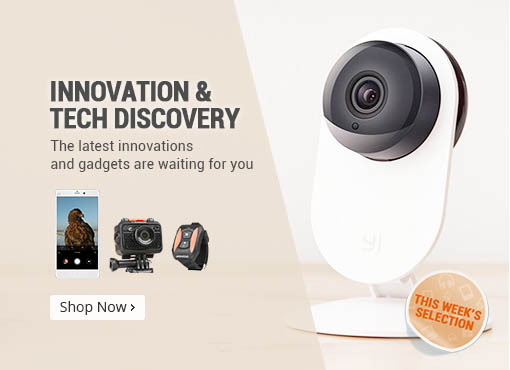 INNOVATION &
TECH DISCOVERY
The latest innovations
and gadgets are waiting for you
Shop Now ›
YI
THIS WEEK'S
SELECTION